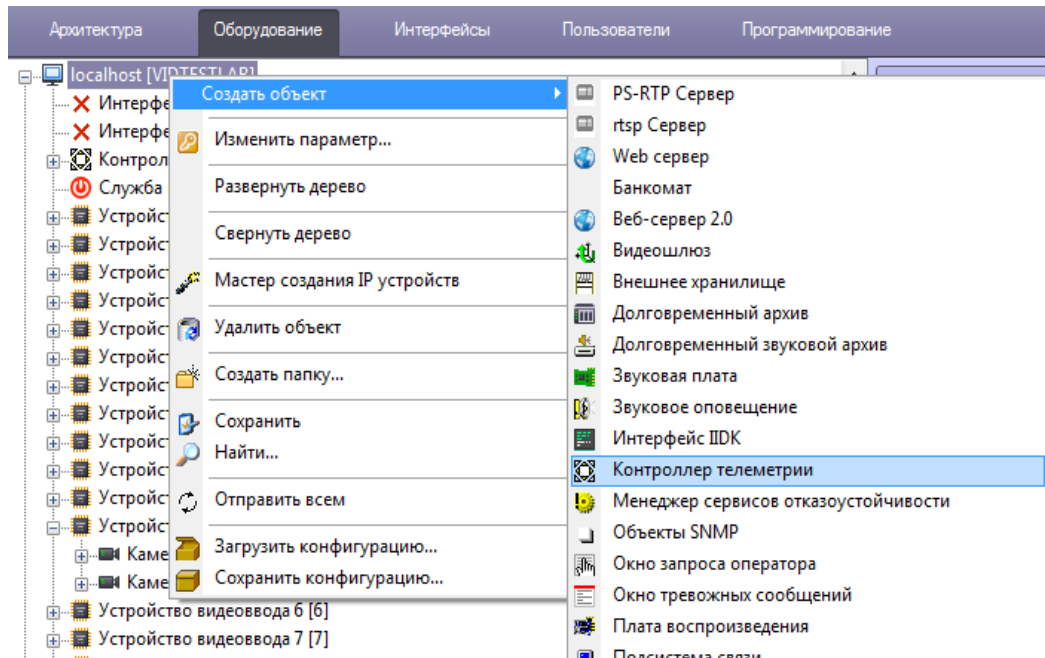 Архитектура Оборудование Интерфейсы Пользователи Программирование
localhost [VIDTESTLAB]
Интерфе
Интерфе
Контрол
Служба
Устройст
Устройст
Устройст
Устройст
Устройст
Устройст
Устройст
Устройст
Устройст
Устройст
Устройст
Устройст
Каме
Каме
Устройство видеоввода 6 [6]
Устройство видеоввода 7 [7]
Создать объект
Изменить параметр...
Развернуть дерево
Свернуть дерево
Мастер создания IP устройств
Удалить объект
Создать папку...
Сохранить
Найти...
Отправить всем
Загрузить конфигурацию...
Сохранить конфигурацию...
PS-RTP Сервер
rtsp Сервер
Web сервер
Банкомат
Веб-сервер 2.0
Видеошлюз
Внешнее хранилище
Долговременный архив
Долговременный звуковой архив
Звуковая плата
Звуковое оповещение
Интерфейс IIDK
Контроллер телеметрии
Менеджер сервисов отказоустойчивости
Объекты SNMP
Окно запроса оператора
Окно тревожных сообщений
Плата воспроизведения
Подсистема связи